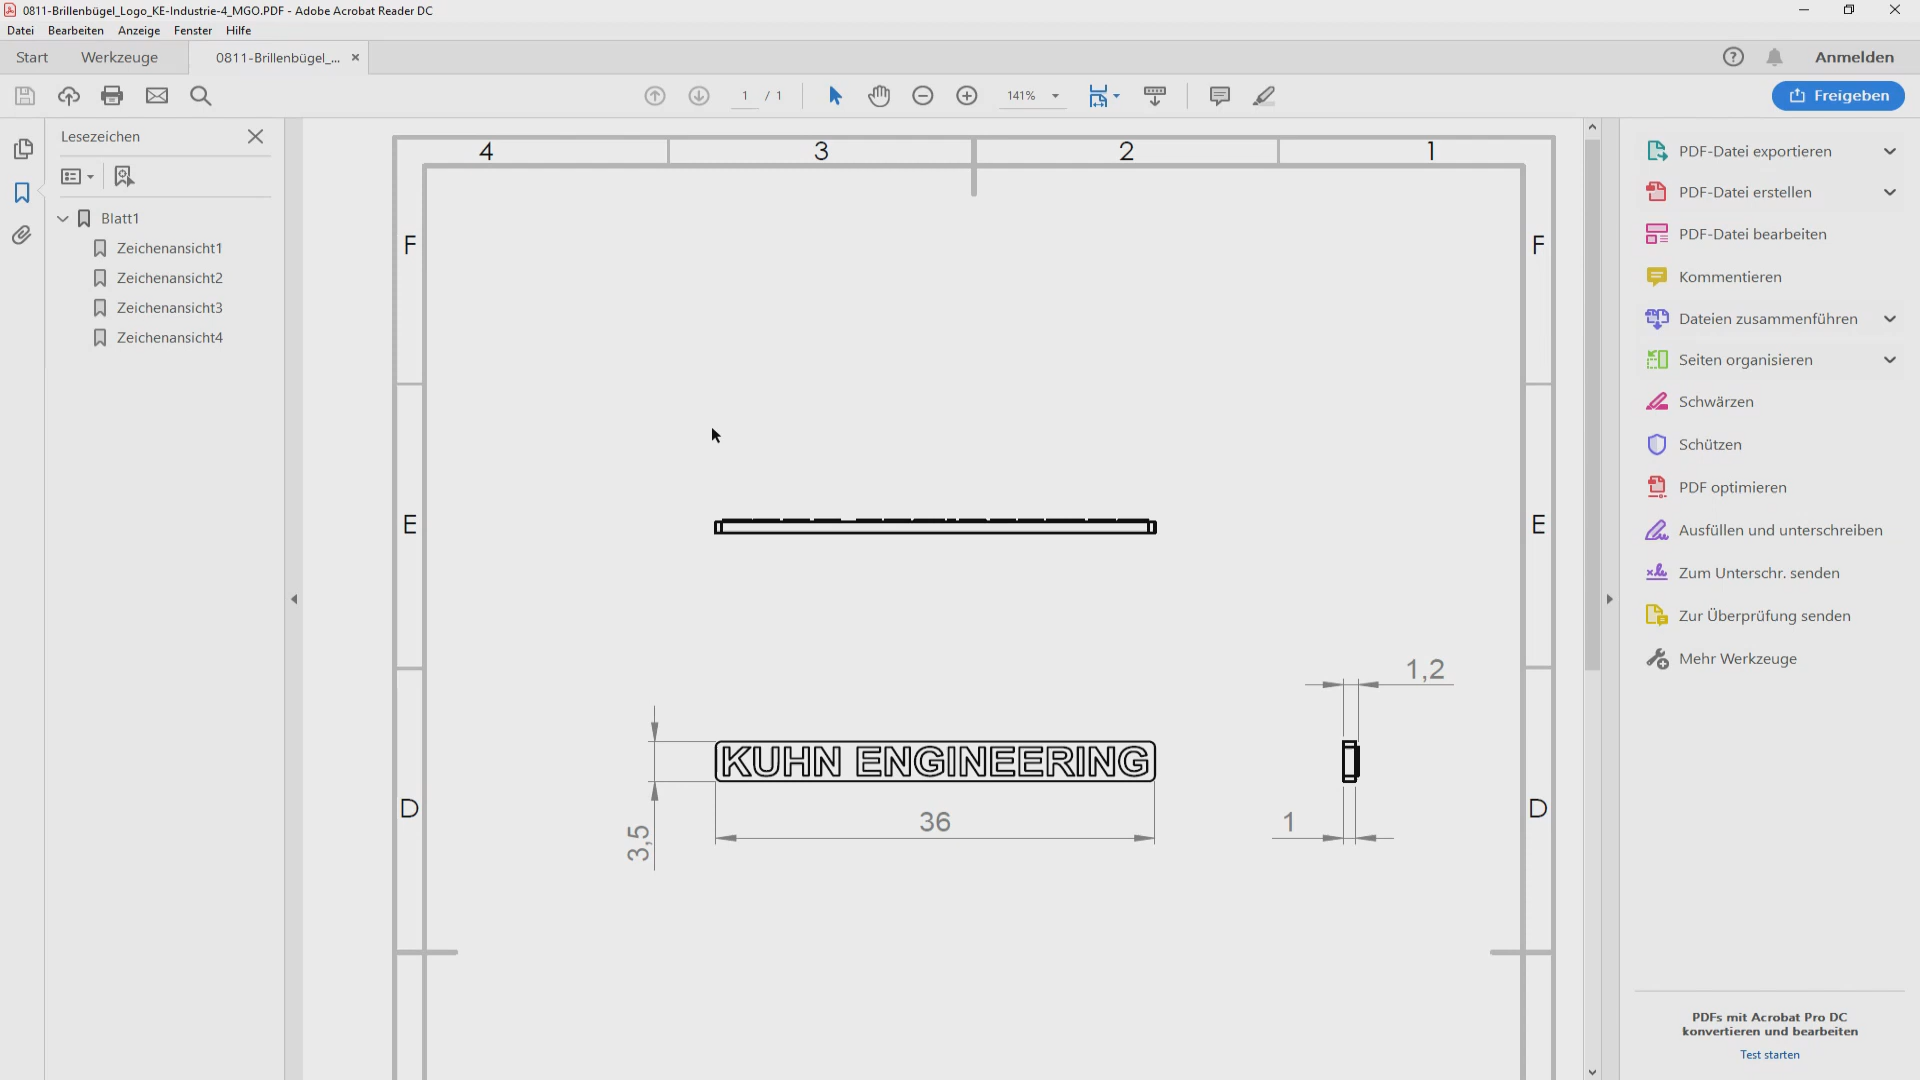 0811-Brillenbügel_Logo_KE-Industrie-4_MGO.PDF - Adobe Acrobat Reader DC
Datei Bearbeiten Anzeige Fenster Hilfe
Start Werkzeuge 0811-Brillenbügel_... Anmelden
1 / 1 141% Freigeben
Lesezeichen
Blatt1
Zeichenansicht1
Zeichenansicht2
Zeichenansicht3
Zeichenansicht4
4 3 2 1
F F
E E
1,2
KUHN ENGINEERING
D D
3,5
36
1
PDF-Datei exportieren
PDF-Datei erstellen
PDF-Datei bearbeiten
Kommentieren
Dateien zusammenführen
Seiten organisieren
Schwärzen
Schützen
PDF optimieren
Ausfüllen und unterschreiben
Zum Unterschr. senden
Zur Überprüfung senden
Mehr Werkzeuge
PDFs mit Acrobat Pro DC
konvertieren und bearbeiten
Test starten